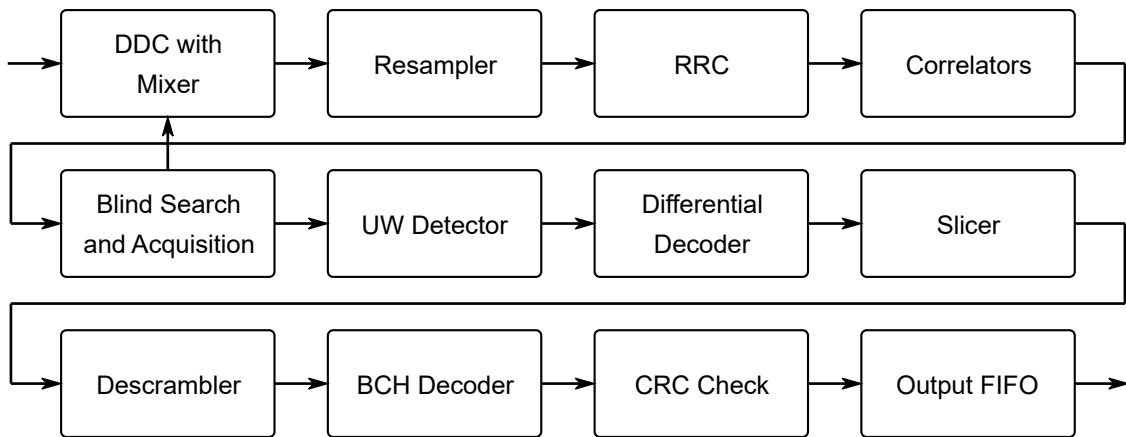 DDC with
Mixer
Resampler
RRC
Correlators
Blind Search
and Acquisition
UW Detector
Differential
Decoder
Slicer
Descrambler
BCH Decoder
CRC Check
Output FIFO